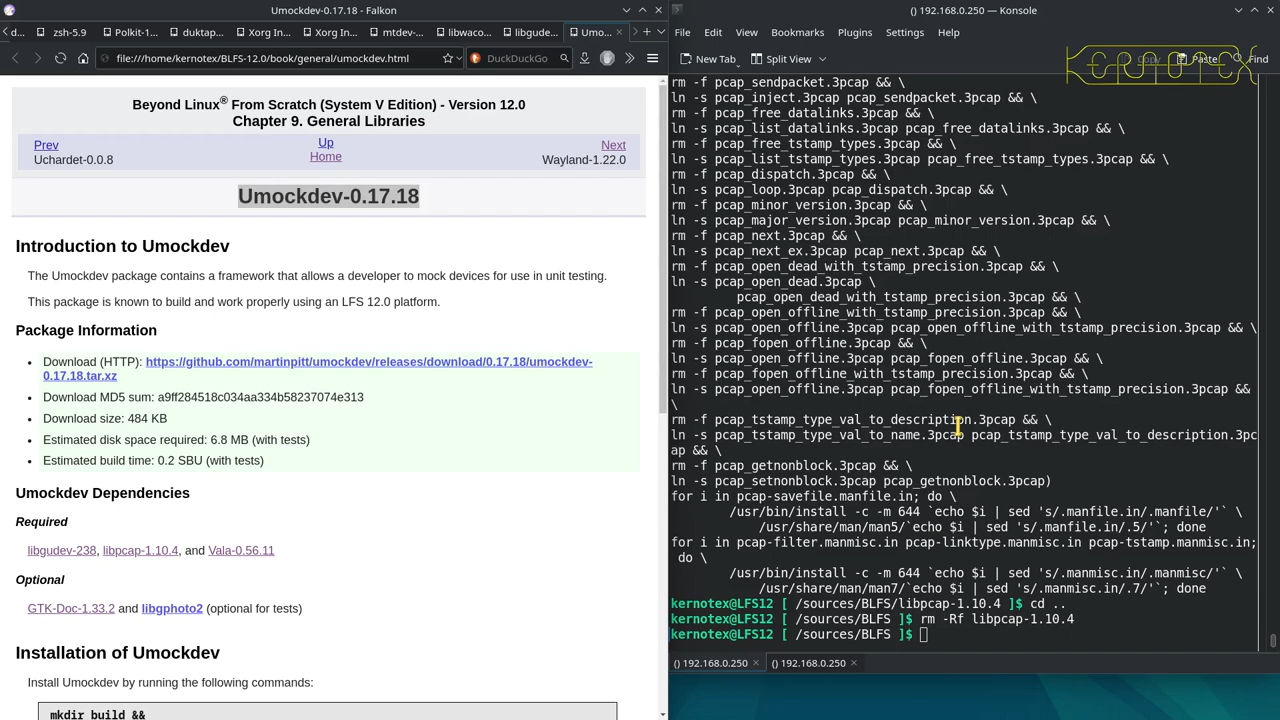 Umockdev-0.17.18 — Falkon
() 192.168.0.250 — Konsole
d...
zsh-5.9
Polkit-1...
duktap...
Xorg In...
Xorg In...
mtdev-...
libwaco...
libgude...
Umo...
file:///home/kernotex/BLFS-12.0/book/general/umockdev.html
DuckDuckGo
Beyond Linux® From Scratch (System V Edition) - Version 12.0
Chapter 9. General Libraries
Prev
Up
Next
Uchardet-0.0.8
Home
Wayland-1.22.0
Umockdev-0.17.18
Introduction to Umockdev
The Umockdev package contains a framework that allows a developer to mock devices for use in unit testing.
This package is known to build and work properly using an LFS 12.0 platform.
Package Information
• Download (HTTP): https://github.com/martinpitt/umockdev/releases/download/0.17.18/umockdev-
0.17.18.tar.xz
• Download MD5 sum: a9ff284518c034aa334b58237074e313
• Download size: 484 KB
• Estimated disk space required: 6.8 MB (with tests)
• Estimated build time: 0.2 SBU (with tests)
Umockdev Dependencies
Required
libgudev-238, libpcap-1.10.4, and Vala-0.56.11
Optional
GTK-Doc-1.33.2 and libgphoto2 (optional for tests)
Installation of Umockdev
Install Umockdev by running the following commands:
mkdir build &&
File Edit View Bookmarks Plugins Settings Help
New Tab
Split View
Copy
Paste
Find
KERNOTEX
rm -f pcap_sendpacket.3pcap && \
ln -s pcap_inject.3pcap pcap_sendpacket.3pcap && \
rm -f pcap_free_datalinks.3pcap && \
ln -s pcap_list_datalinks.3pcap pcap_free_datalinks.3pcap && \
rm -f pcap_free_tstamp_types.3pcap && \
ln -s pcap_list_tstamp_types.3pcap pcap_free_tstamp_types.3pcap && \
rm -f pcap_dispatch.3pcap && \
ln -s pcap_loop.3pcap pcap_dispatch.3pcap && \
rm -f pcap_minor_version.3pcap && \
ln -s pcap_major_version.3pcap pcap_minor_version.3pcap && \
rm -f pcap_next.3pcap && \
ln -s pcap_next_ex.3pcap pcap_next.3pcap && \
rm -f pcap_open_dead_with_tstamp_precision.3pcap && \
ln -s pcap_open_dead.3pcap \
pcap_open_dead_with_tstamp_precision.3pcap && \
rm -f pcap_open_offline_with_tstamp_precision.3pcap && \
ln -s pcap_open_offline.3pcap pcap_open_offline_with_tstamp_precision.3pcap && \
rm -f pcap_fopen_offline.3pcap && \
ln -s pcap_open_offline.3pcap pcap_fopen_offline.3pcap && \
rm -f pcap_fopen_offline_with_tstamp_precision.3pcap && \
ln -s pcap_open_offline.3pcap pcap_fopen_offline_with_tstamp_precision.3pcap &&
\
rm -f pcap_tstamp_type_val_to_description.3pcap && \
ln -s pcap_tstamp_type_val_to_name.3pcap pcap_tstamp_type_val_to_description.3pc
ap && \
rm -f pcap_getnonblock.3pcap && \
ln -s pcap_setnonblock.3pcap pcap_getnonblock.3pcap)
for i in pcap-savefile.manfile.in; do \
/usr/bin/install -c -m 644 `echo $i | sed 's/.manfile.in/.manfile/'` \
/usr/share/man/man5/`echo $i | sed 's/.manfile.in/.5/'`; done
for i in pcap-filter.manmisc.in pcap-linktype.manmisc.in pcap-tstamp.manmisc.in;
do \
/usr/bin/install -c -m 644 `echo $i | sed 's/.manmisc.in/.manmisc/'` \
/usr/share/man/man7/`echo $i | sed 's/.manmisc.in/.7/'`; done
kernotex@LFS12 [ /sources/BLFS/libpcap-1.10.4 ]$ cd ..
kernotex@LFS12 [ /sources/BLFS ]$ rm -Rf libpcap-1.10.4
kernotex@LFS12 [ /sources/BLFS ]$
() 192.168.0.250
() 192.168.0.250